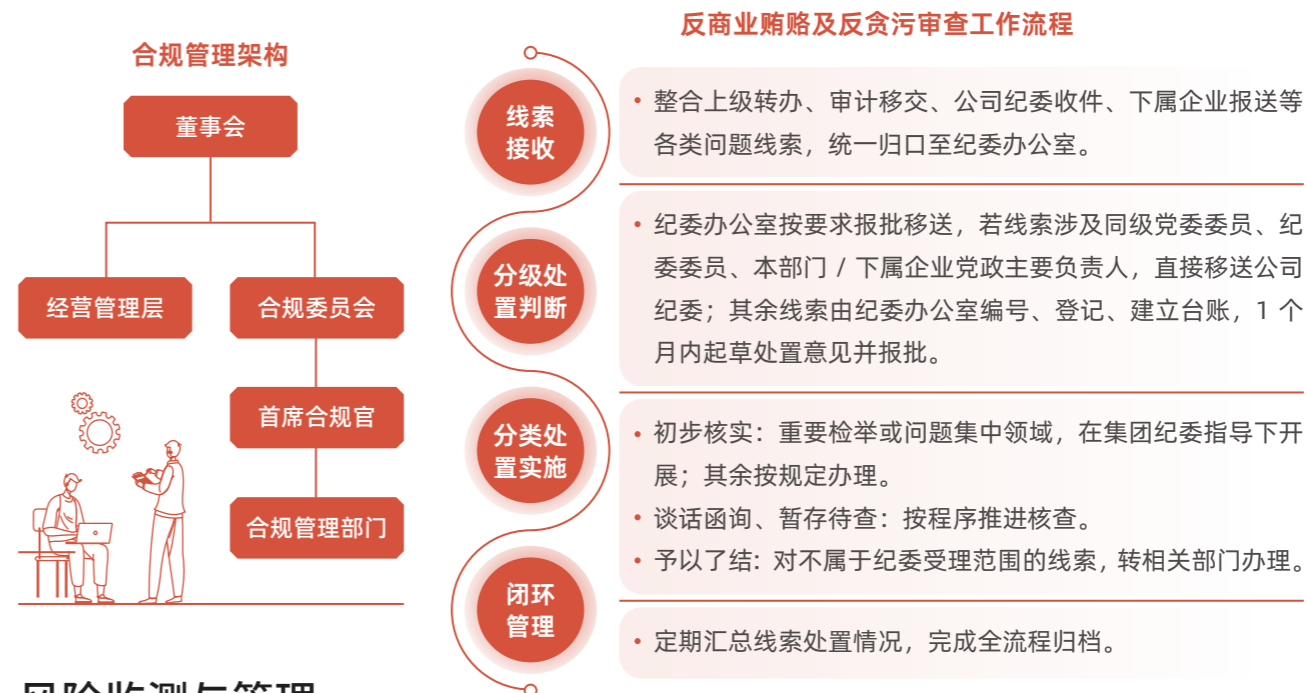 合规管理架构
董事会
经营管理层
合规委员会
首席合规官
合规管理部门
反商业贿赂及反贪污审查工作流程
线索
接收
• 整合上级转办、审计移交、公司纪委收件、下属企业报送等
各类问题线索，统一归口至纪委办公室。
分级处
置判断
• 纪委办公室按要求报批移送，若线索涉及同级党委委员、纪
委委员、本部门 / 下属企业党政主要负责人，直接移送公司
纪委；其余线索由纪委办公室编号、登记、建立台账，1 个
月内起草处置意见并报批。
分类处
置实施
• 初步核实：重要检举或问题集中领域，在集团纪委指导下开
展；其余按规定办理。
• 谈话函询、暂存待查：按程序推进核查。
• 予以了结：对不属于纪委受理范围的线索，转相关部门办理。
闭环
管理
• 定期汇总线索处置情况，完成全流程归档。
风险监测与管理